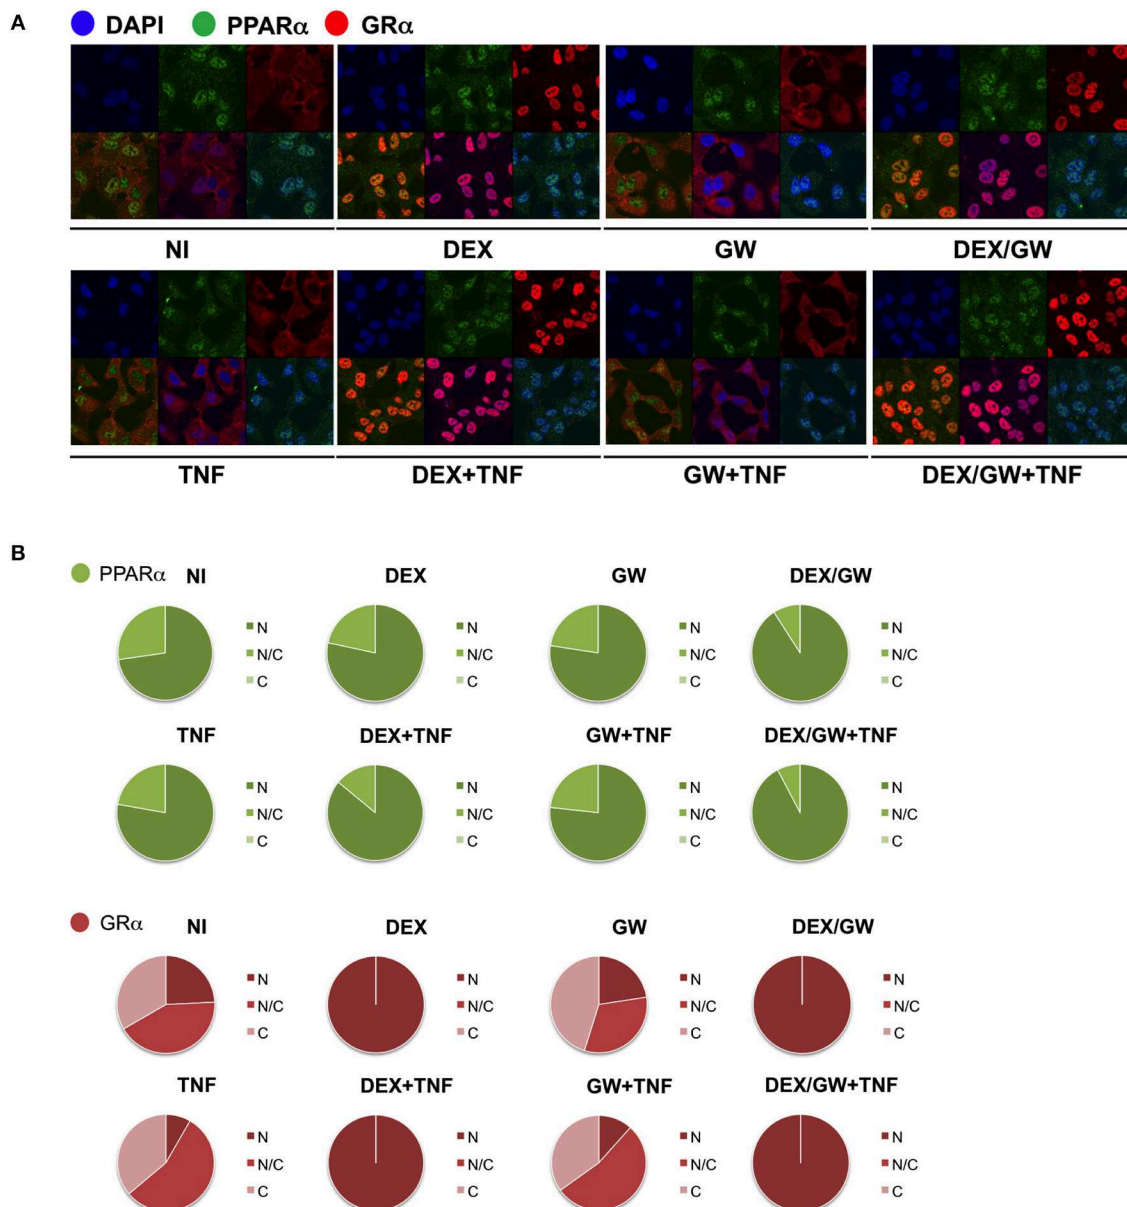 A
DAPI PPARα GRα
NI DEX GW DEX/GW
TNF DEX+TNF GW+TNF DEX/GW+TNF
B
PPARα NI DEX GW DEX/GW
N N N N
N/C N/C N/C N/C
C C C C
TNF DEX+TNF GW+TNF DEX/GW+TNF
N N N N
N/C N/C N/C N/C
C C C C
GRα NI DEX GW DEX/GW
N N N N
N/C N/C N/C N/C
C C C C
TNF DEX+TNF GW+TNF DEX/GW+TNF
N N N N
N/C N/C N/C N/C
C C C C